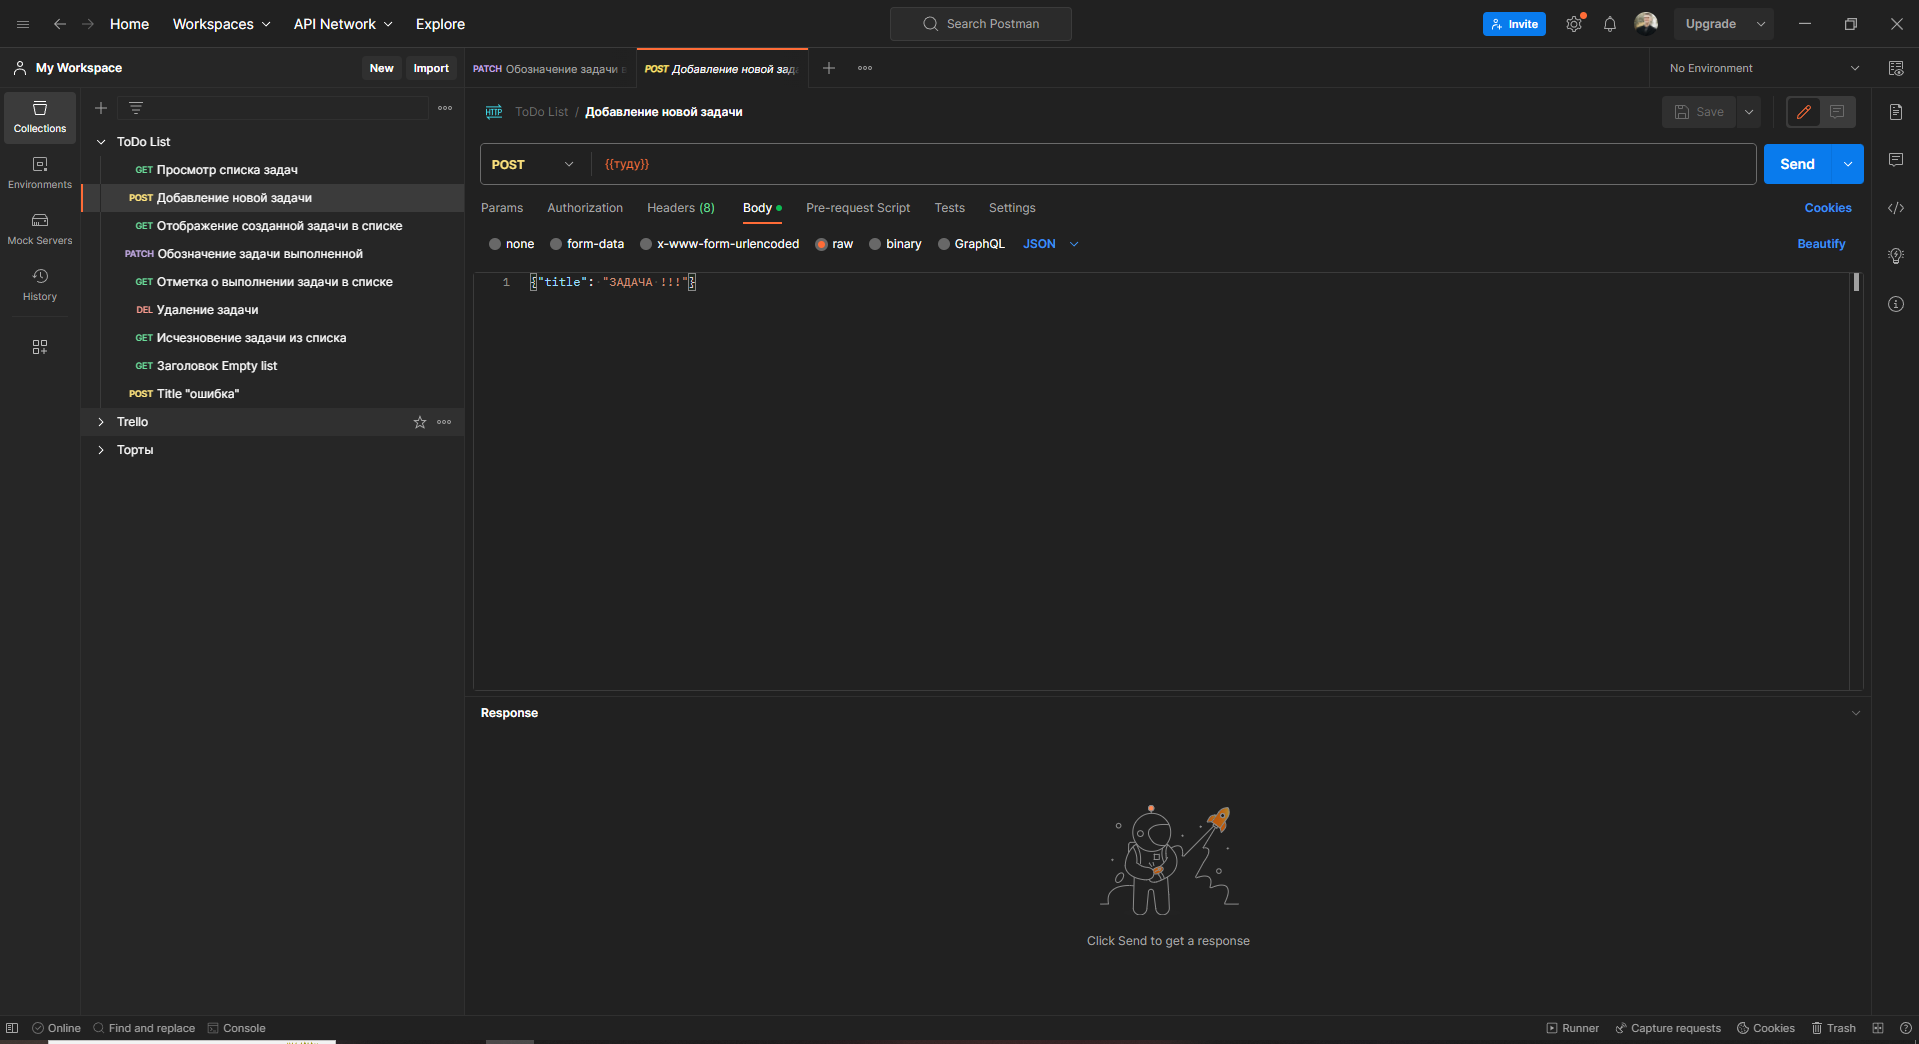 Home Workspaces API Network Explore Search Postman Invite Upgrade
My Workspace New Import PATCH Обозначение задачи POST Добавление новой зада No Environment
Collections
Environments
Mock Servers
History
ToDo List
GET Просмотр списка задач
POST Добавление новой задачи
GET Отображение созданной задачи в списке
PATCH Обозначение задачи выполненной
GET Отметка о выполнении задачи в списке
DEL Удаление задачи
GET Исчезновение задачи из списка
GET Заголовок Empty list
POST Title "ошибка"
Trello
Торты
HTTP ToDo List / Добавление новой задачи Save
POST {{туду}} Send
Params Authorization Headers (8) Body Pre-request Script Tests Settings Cookies
none form-data x-www-form-urlencoded raw binary GraphQL JSON Beautify
1 {"title": "ЗАДАЧА !!!"}
Response
Click Send to get a response
Online Find and replace Console Runner Capture requests Cookies Trash